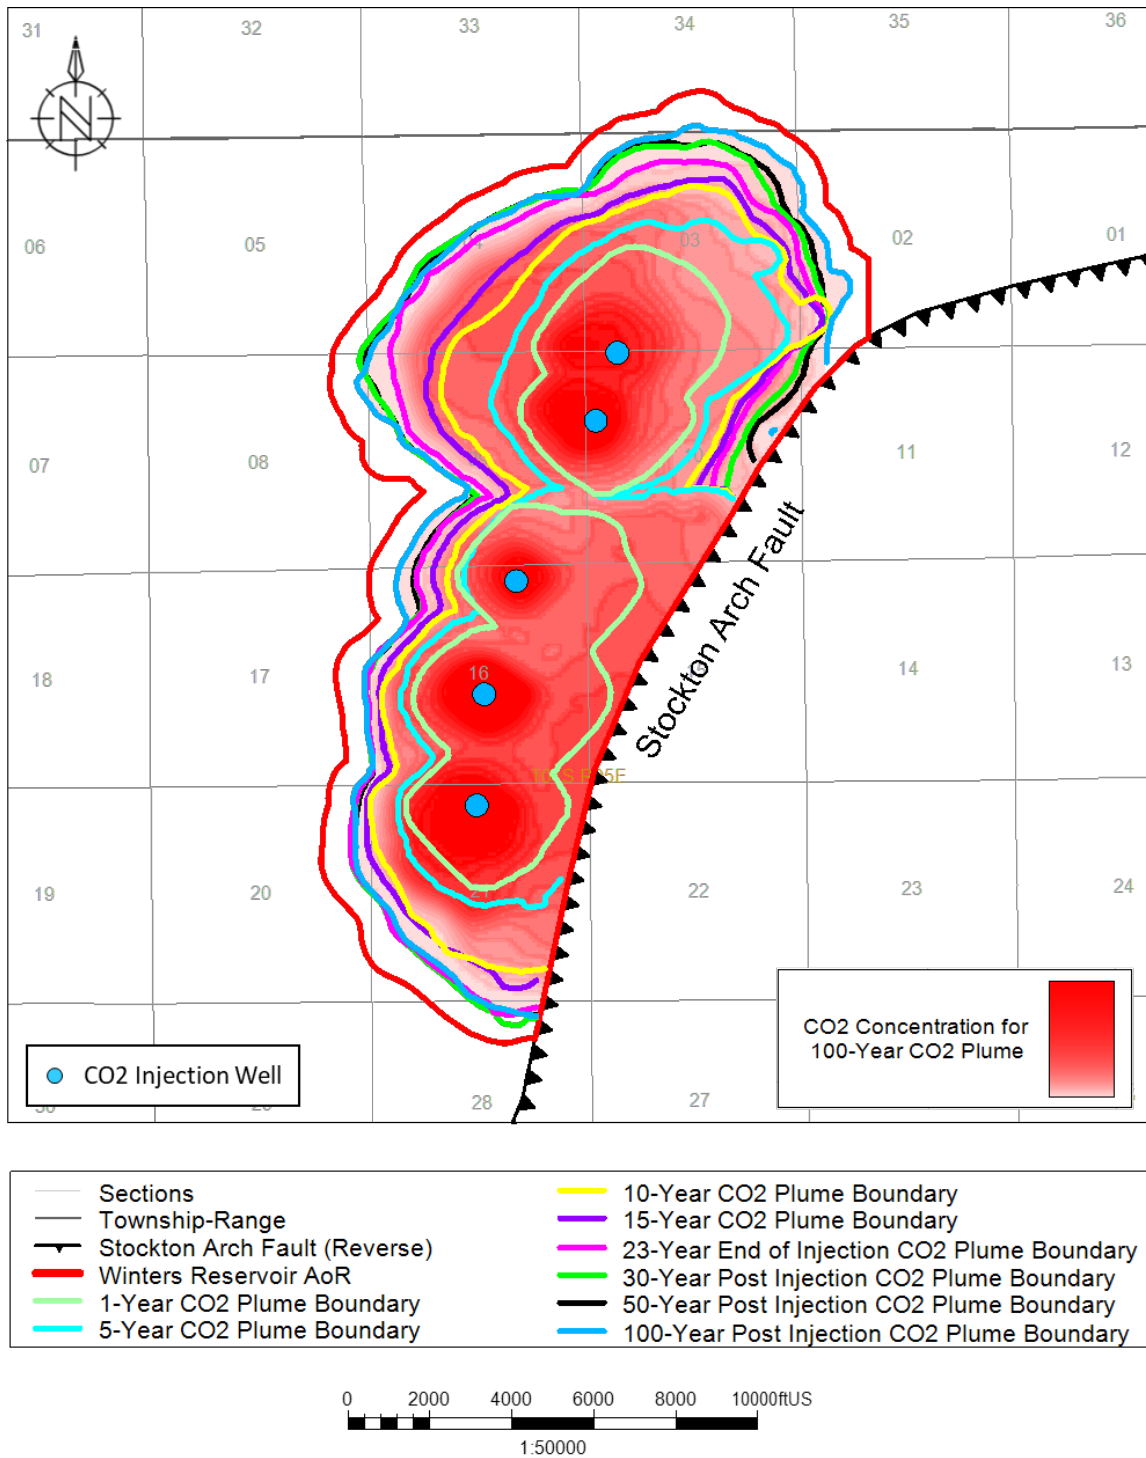 31 32 33 34 35 36
N
06 05 04 03 02 01
07 08 10 11 12
Stockton Arch Fault
18 17 16 14 13
19 20 21 22 23 24
CO2 Concentration for
100-Year CO2 Plume
CO2 Injection Well
28 27
Sections
Township-Range
Stockton Arch Fault (Reverse)
Winters Reservoir AoR
1-Year CO2 Plume Boundary
5-Year CO2 Plume Boundary
10-Year CO2 Plume Boundary
15-Year CO2 Plume Boundary
23-Year End of Injection CO2 Plume Boundary
30-Year Post Injection CO2 Plume Boundary
50-Year Post Injection CO2 Plume Boundary
100-Year Post Injection CO2 Plume Boundary
0 2000 4000 6000 8000 10000ftUS
1:50000